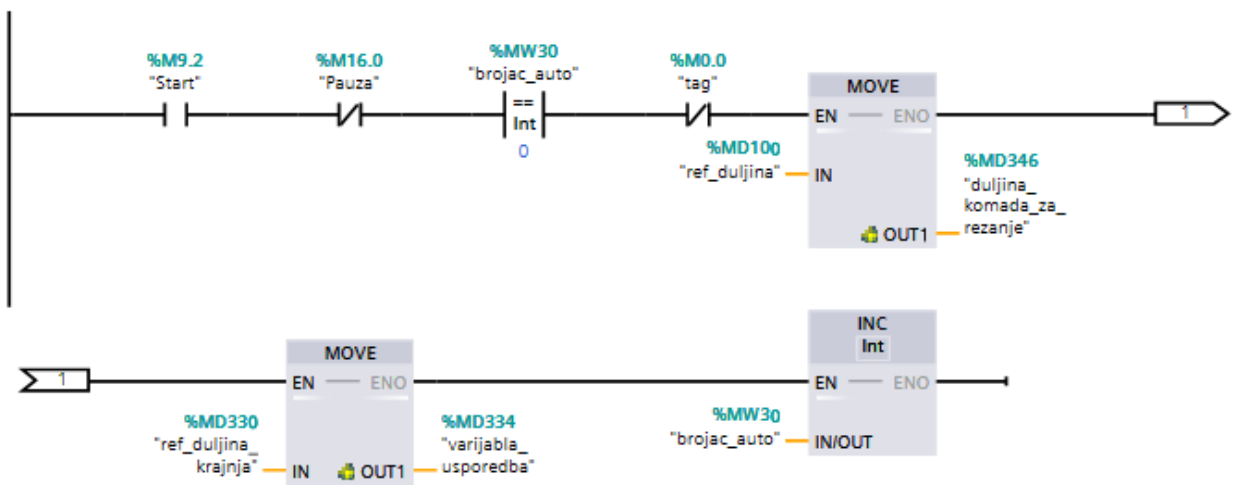 %M9.2
"Start"
%M16.0
"Pauza"
%MW30
"brojac_auto"
==
Int
0
%M0.0
"tag"
MOVE
EN
ENO
%MD100
"ref_duljina"
IN
OUT1
%MD346
"duljina_
komada_za_
rezanje"
1
1
MOVE
EN
ENO
%MD330
"ref_duljina_
krajnja"
IN
OUT1
%MD334
"varijabla_
usporedba"
INC
Int
EN
ENO
%MW30
"brojac_auto"
IN/OUT